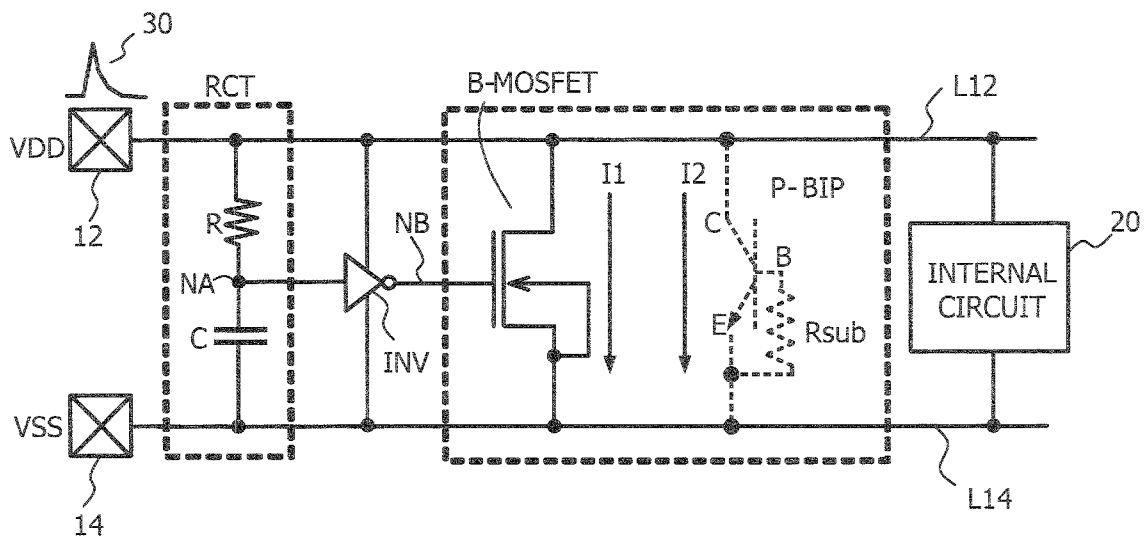 30
RCT
B-MOSFET
L12
VDD
12
I1
I2
P-BIP
R
NB
C
B
20
NA
INTERNAL
CIRCUIT
C
INV
E
Rsub
VSS
14
L14